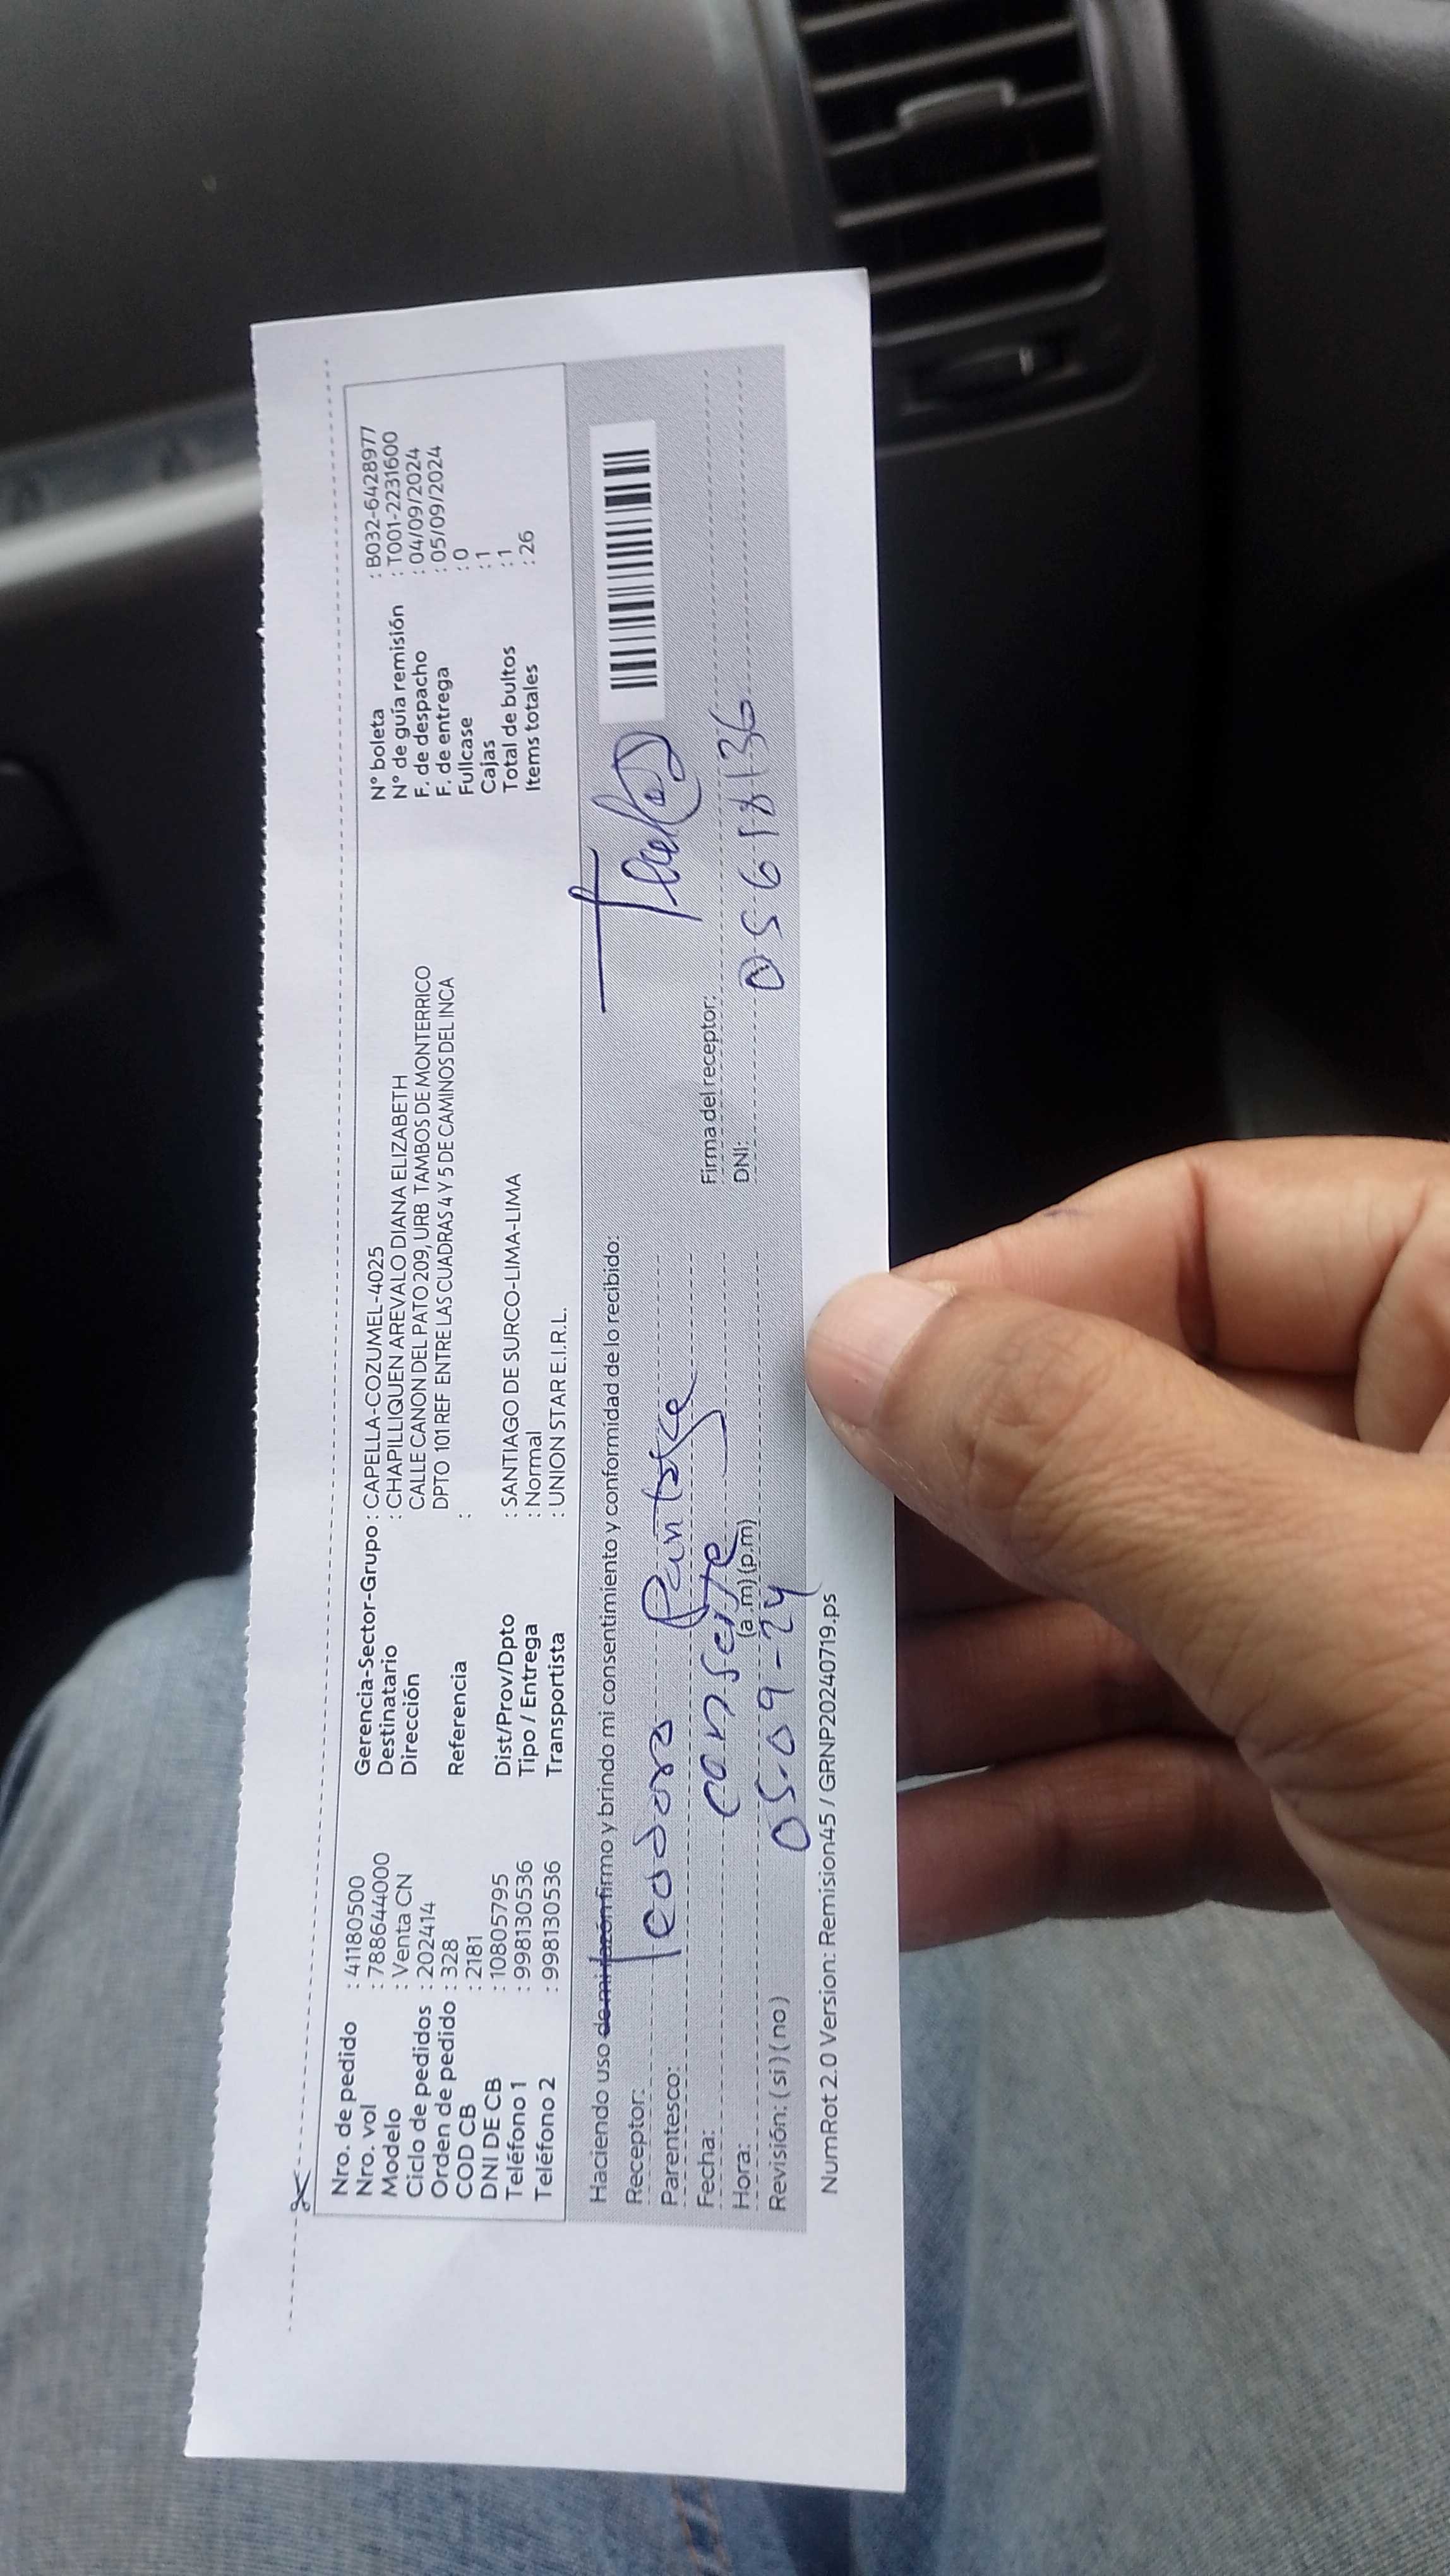 Nro. de pedido : 41180500
Nro. vol : 788644000
Modelo : Venta CN
Ciclo de pedidos : 202414
Orden de pedido : 328
COD CB : 2181
DNI DE CB : 10805795
Teléfono 1 : 998130536
Teléfono 2 : 998130536
Gerencia-Sector-Grupo : CAPELLA-COZUMEL-4025
Destinatario : CHAPILLIQUEN AREVALO DIANA ELIZABETH
Dirección CALLE CANON DEL PATO 209, URB TAMBOS DE MONTERRICO
DPTO 101 REF ENTRE LAS CUADRAS 4 Y 5 DE CAMINOS DEL INCA
Referencia :
Dist/Prov/Dpto : SANTIAGO DE SURCO-LIMA-LIMA
Tipo / Entrega : Normal
Transportista : UNION STAR E.I.R.L.
N° boleta : B032-6428977
N° de guía remisión : T001-2231600
F. de despacho : 04/09/2024
F. de entrega : 05/09/2024
Fullcase : 0
Cajas : 1
Total de bultos : 1
Items totales : 26
Haciendo uso de mi razón firmo y brindo mi consentimiento y conformidad de lo recibido:
Receptor: Teodoro Pantoja
Parentesco:
Fecha: conserje
Hora: (a.m) (p.m)
05-09-24
Revisión: (si) (no)
Firma del receptor:
DNI:
NumRot 2.0 Version: Remision45 / GRNP20240719.ps